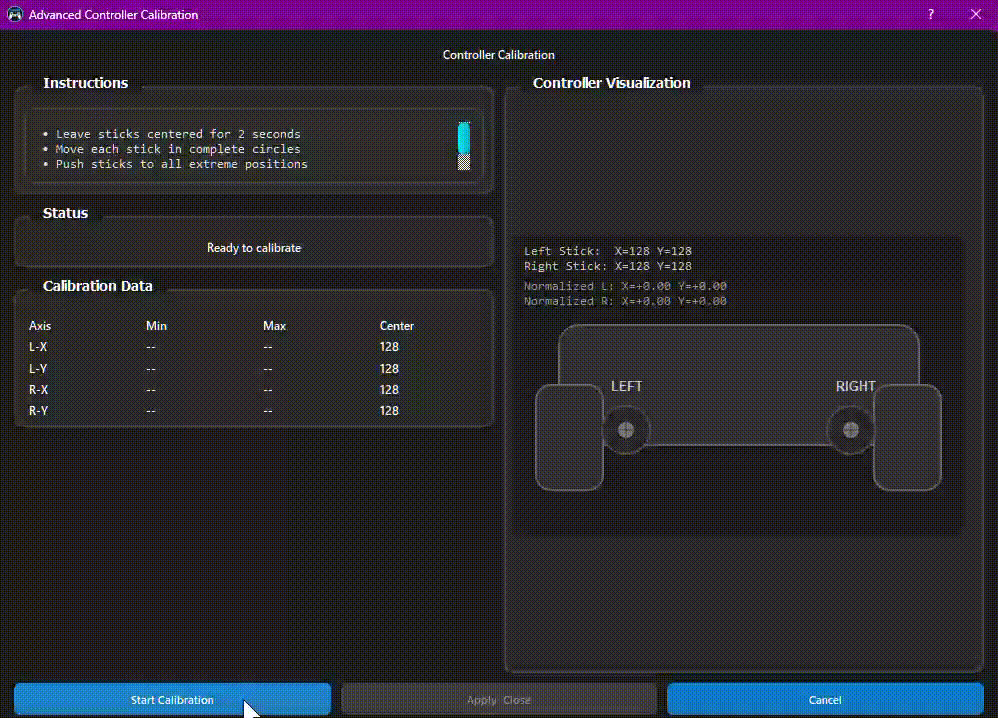 Advanced Controller Calibration
?
Controller Calibration
Instructions
• Leave sticks centered for 2 seconds
• Move each stick in complete circles
• Push sticks to all extreme positions
Status
Ready to calibrate
Calibration Data
Axis Min Max Center
L-X -- -- 128
L-Y -- -- 128
R-X -- -- 128
R-Y -- -- 128
Controller Visualization
Left Stick: X=128 Y=128
Right Stick: X=128 Y=128
Normalized L: X=+0.00 Y=+0.00
Normalized R: X=+0.00 Y=+0.00
LEFT RIGHT
Start Calibration
Apply Close
Cancel